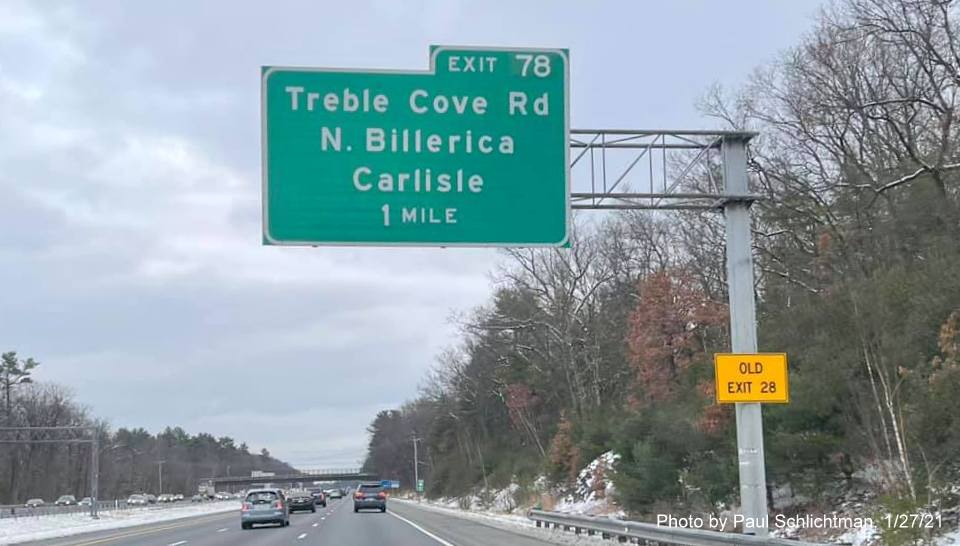 EXIT 78
Treble Cove Rd
N. Billerica
Carlisle
1 MILE
OLD
EXIT 28
Photo by Paul Schlichtman, 1/27/21